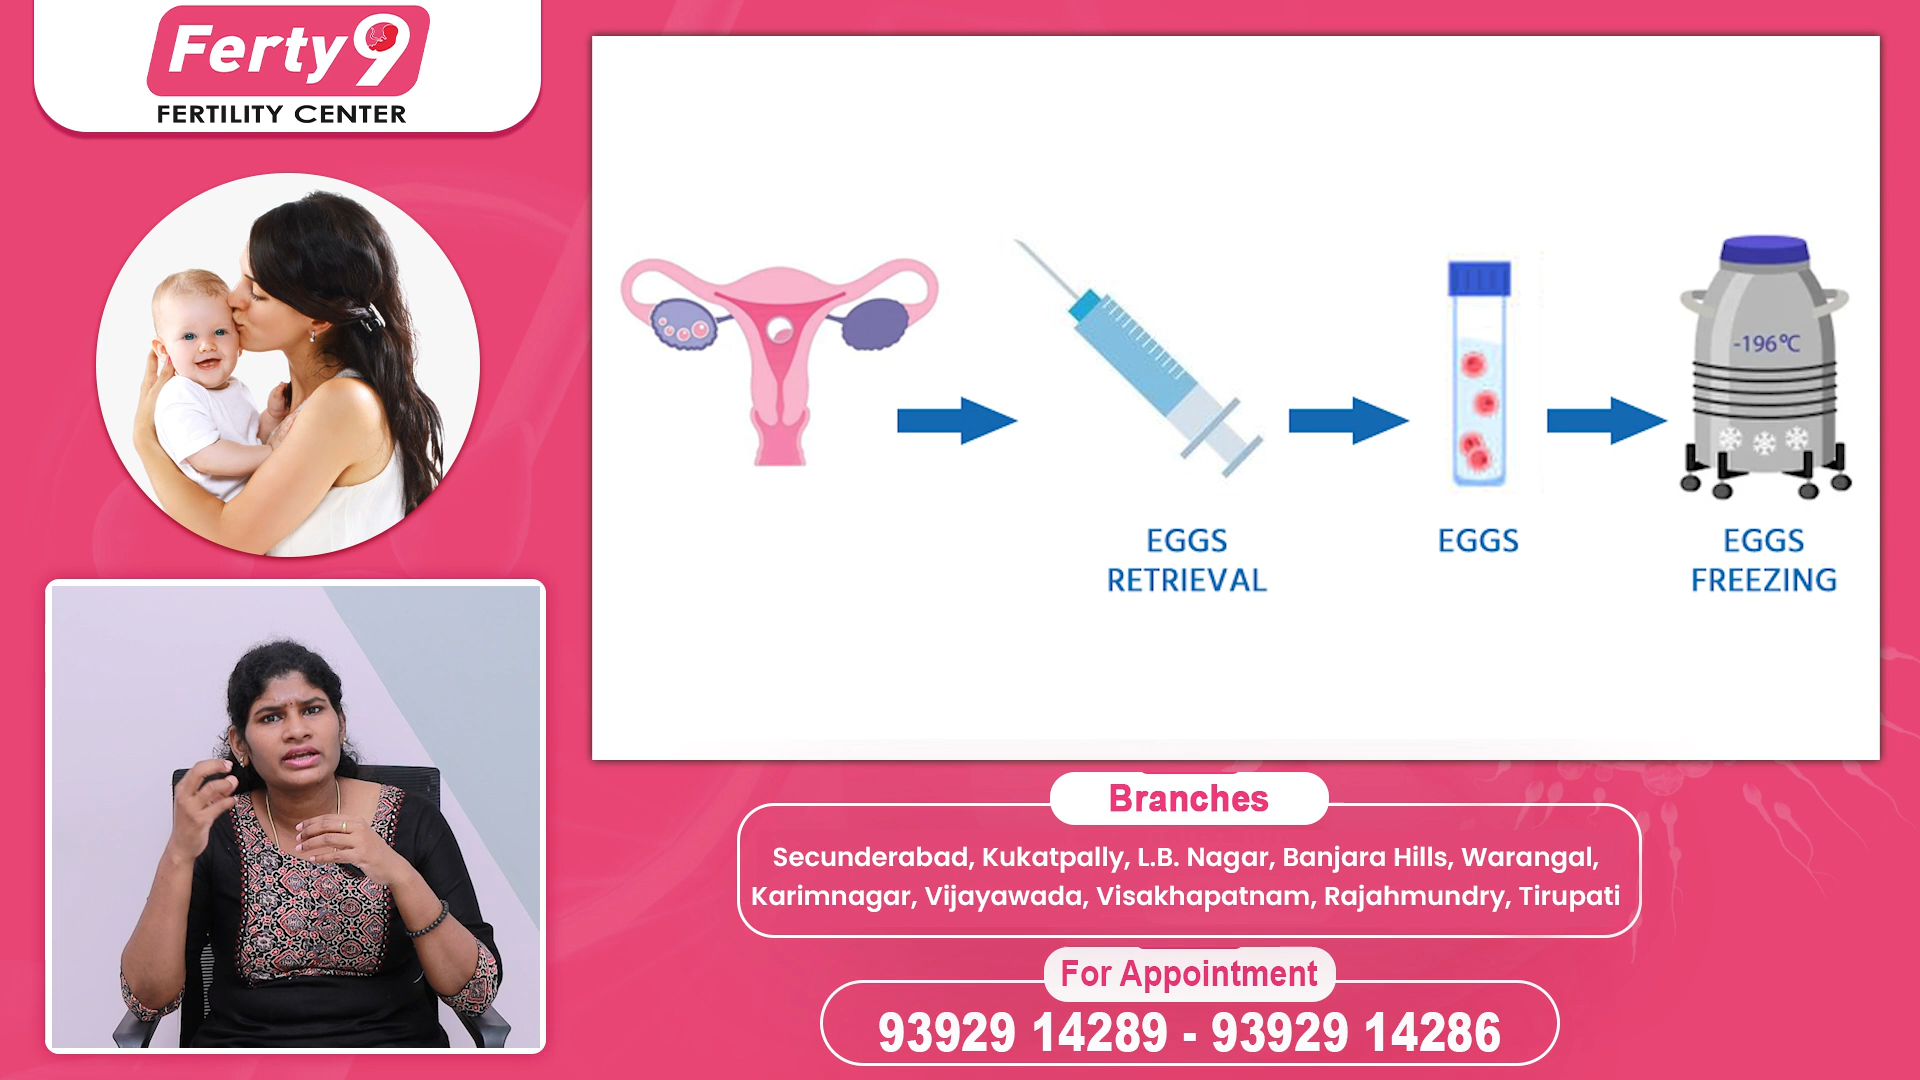 Ferty9
FERTILITY CENTER
-196°C
EGGS
RETRIEVAL
EGGS
EGGS
FREEZING
Branches
Secunderabad, Kukatpally, L.B. Nagar, Banjara Hills, Warangal,
Karimnagar, Vijayawada, Visakhapatnam, Rajahmundry, Tirupati
For Appointment
93929 14289 - 93929 14286